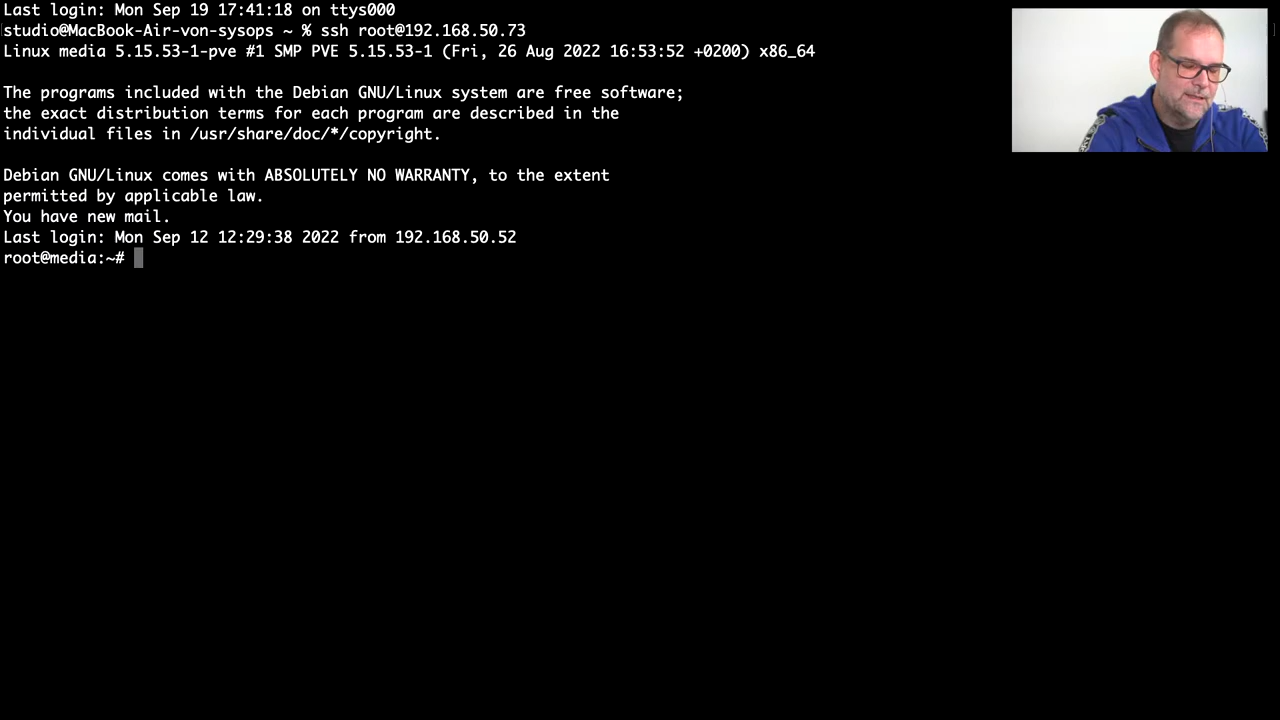 Last login: Mon Sep 19 17:41:18 on ttys000
studio@MacBook-Air-von-sysops ~ % ssh root@192.168.50.73
Linux media 5.15.53-1-pve #1 SMP PVE 5.15.53-1 (Fri, 26 Aug 2022 16:53:52 +0200) x86_64
The programs included with the Debian GNU/Linux system are free software;
the exact distribution terms for each program are described in the
individual files in /usr/share/doc/*/copyright.
Debian GNU/Linux comes with ABSOLUTELY NO WARRANTY, to the extent
permitted by applicable law.
You have new mail.
Last login: Mon Sep 12 12:29:38 2022 from 192.168.50.52
root@media:~#